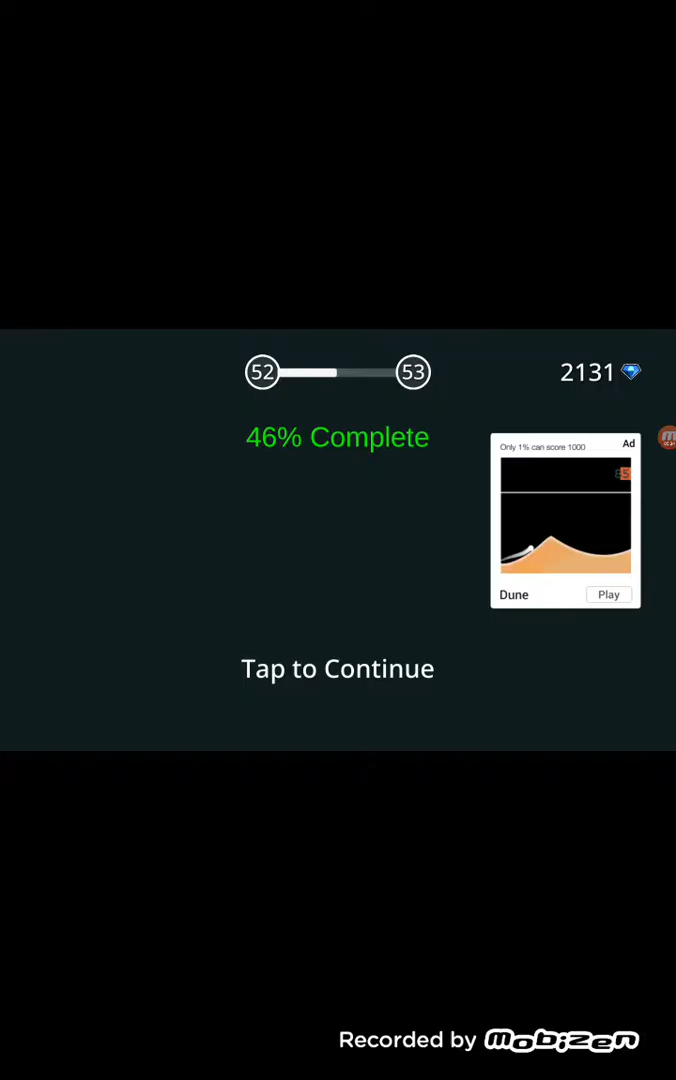 52
53
2131
46% Complete
Only 1% can score 1000
Ad
Dune
Play
Tap to Continue
Recorded by mobizen